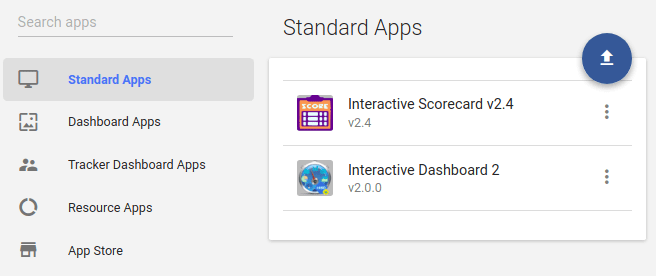 Search apps
Standard Apps
Dashboard Apps
Tracker Dashboard Apps
Resource Apps
App Store
Standard Apps
SCORE
Interactive Scorecard v2.4
v2.4
Interactive Dashboard 2
v2.0.0